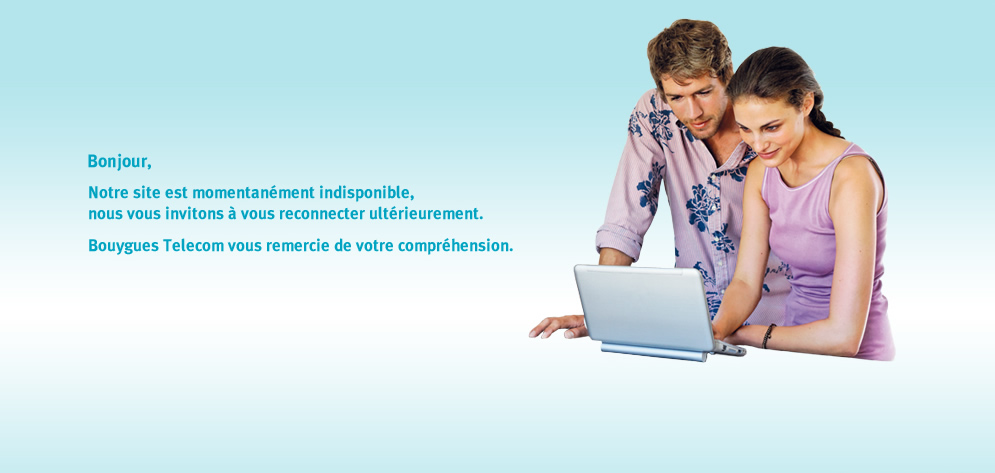 Bonjour,
Notre site est momentanément indisponible,
nous vous invitons à vous reconnecter ultérieurement.
Bouygues Telecom vous remercie de votre compréhension.